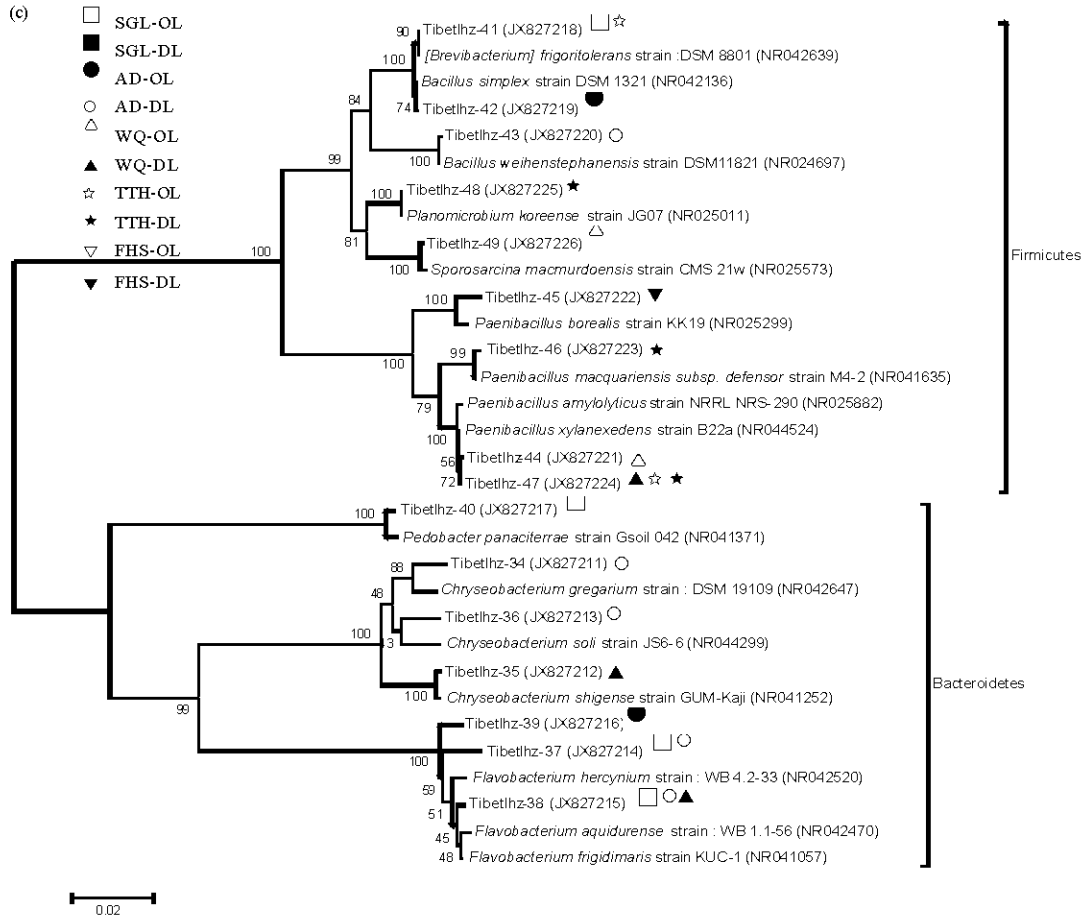 (c)
SGL-OL
SGL-DL
AD-OL
AD-DL
WQ-OL
WQ-DL
TTH-OL
TTH-DL
FHS-OL
FHS-DL
90
Tibetlhz-41 (JX827218)
[Brevibacterium] frigoritolerans strain :DSM 8801 (NR042639)
100
Bacillus simplex strain DSM 1321 (NR042136)
74
Tibetlhz-42 (JX827219)
84
Tibetlhz-43 (JX827220)
100
Bacillus weihenstephanensis strain DSM11821 (NR024697)
99
Tibetlhz-48 (JX827225)
100
Planomicrobium koreense strain JG07 (NR025011)
81
Tibetlhz-49 (JX827226)
100
Sporosarcina macmurdoensis strain CMS 21w (NR025573)
100
Firmicutes
Tibetlhz-45 (JX827222)
100
Paenibacillus borealis strain KK19 (NR025299)
100
Tibetlhz-46 (JX827223)
99
Paenibacillus macquariensis subsp. defensor strain M4-2 (NR041635)
79
Paenibacillus amylolyticus strain NRRL NRS-290 (NR025882)
Paenibacillus xylanexedens strain B22a (NR044524)
100
Tibetlhz-44 (JX827221)
56
Tibetlhz-47 (JX827224)
72
Tibetlhz-40 (JX827217)
100
Pedobacter panaciterrae strain Gsoil 042 (NR041371)
Tibetlhz-34 (JX827211)
88
Chryseobacterium gregarium strain : DSM 19109 (NR042647)
48
Tibetlhz-36 (JX827213)
100
Chryseobacterium soli strain JS6-6 (NR044299)
Tibetlhz-35 (JX827212)
100
Chryseobacterium shigense strain GUM-Kaji (NR041252)
Bacteroidetes
99
Tibetlhz-39 (JX827216)
Tibetlhz-37 (JX827214)
100
Flavobacterium hercynium strain : WB 4.2-33 (NR042520)
59
Tibetlhz-38 (JX827215)
51
Flavobacterium aquidurense strain : WB 1.1-56 (NR042470)
45
Flavobacterium frigidimaris strain KUC-1 (NR041057)
48
0.02